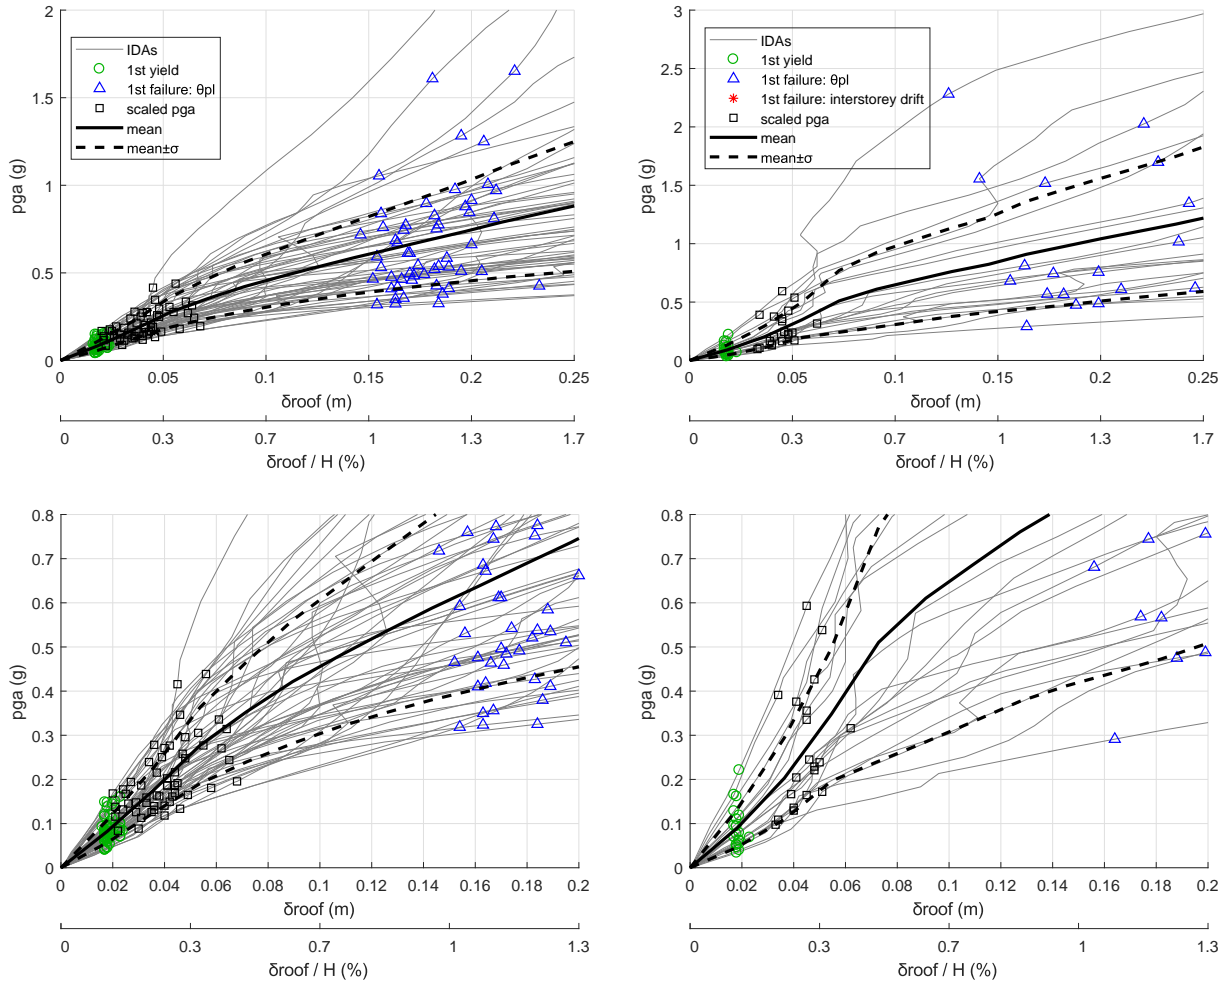 2
1.5
1
0.5
0
pga (g)
IDAs
1st yield
1st failure: θpl
scaled pga
mean
mean±σ
0 0.05 0.1 0.15 0.2 0.25
δroof (m)
0 0.3 0.7 1 1.3 1.7
δroof / H (%)
3
2.5
2
1.5
1
0.5
0
pga (g)
IDAs
1st yield
1st failure: θpl
1st failure: interstorey drift
scaled pga
mean
mean±σ
0 0.05 0.1 0.15 0.2 0.25
δroof (m)
0 0.3 0.7 1 1.3 1.7
δroof / H (%)
0.8
0.7
0.6
0.5
0.4
0.3
0.2
0.1
0
pga (g)
0 0.02 0.04 0.06 0.08 0.1 0.12 0.14 0.16 0.18 0.2
δroof (m)
0 0.3 0.7 1 1.3
δroof / H (%)
0.8
0.7
0.6
0.5
0.4
0.3
0.2
0.1
0
pga (g)
0 0.02 0.04 0.06 0.08 0.1 0.12 0.14 0.16 0.18 0.2
δroof (m)
0 0.3 0.7 1 1.3
δroof / H (%)